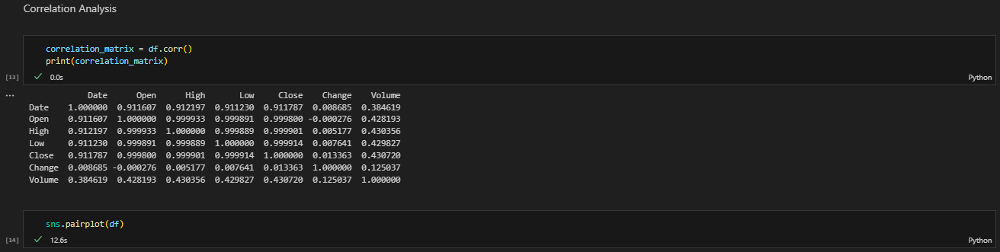 Correlation Analysis
correlation_matrix = df.corr()
print(correlation_matrix)
[13] ✓ 0.0s Python
... Date Open High Low Close Change Volume
Date 1.000000 0.911607 0.912197 0.911230 0.911787 0.008685 0.384619
Open 0.911607 1.000000 0.999933 0.999891 0.999800 -0.000276 0.428193
High 0.912197 0.999933 1.000000 0.999889 0.999901 0.005177 0.430356
Low 0.911230 0.999891 0.999889 1.000000 0.999914 0.007641 0.429827
Close 0.911787 0.999800 0.999901 0.999914 1.000000 0.013363 0.430720
Change 0.008685 -0.000276 0.005177 0.007641 0.013363 1.000000 0.125037
Volume 0.384619 0.428193 0.430356 0.429827 0.430720 0.125037 1.000000
sns.pairplot(df)
[14] ✓ 12.6s Python